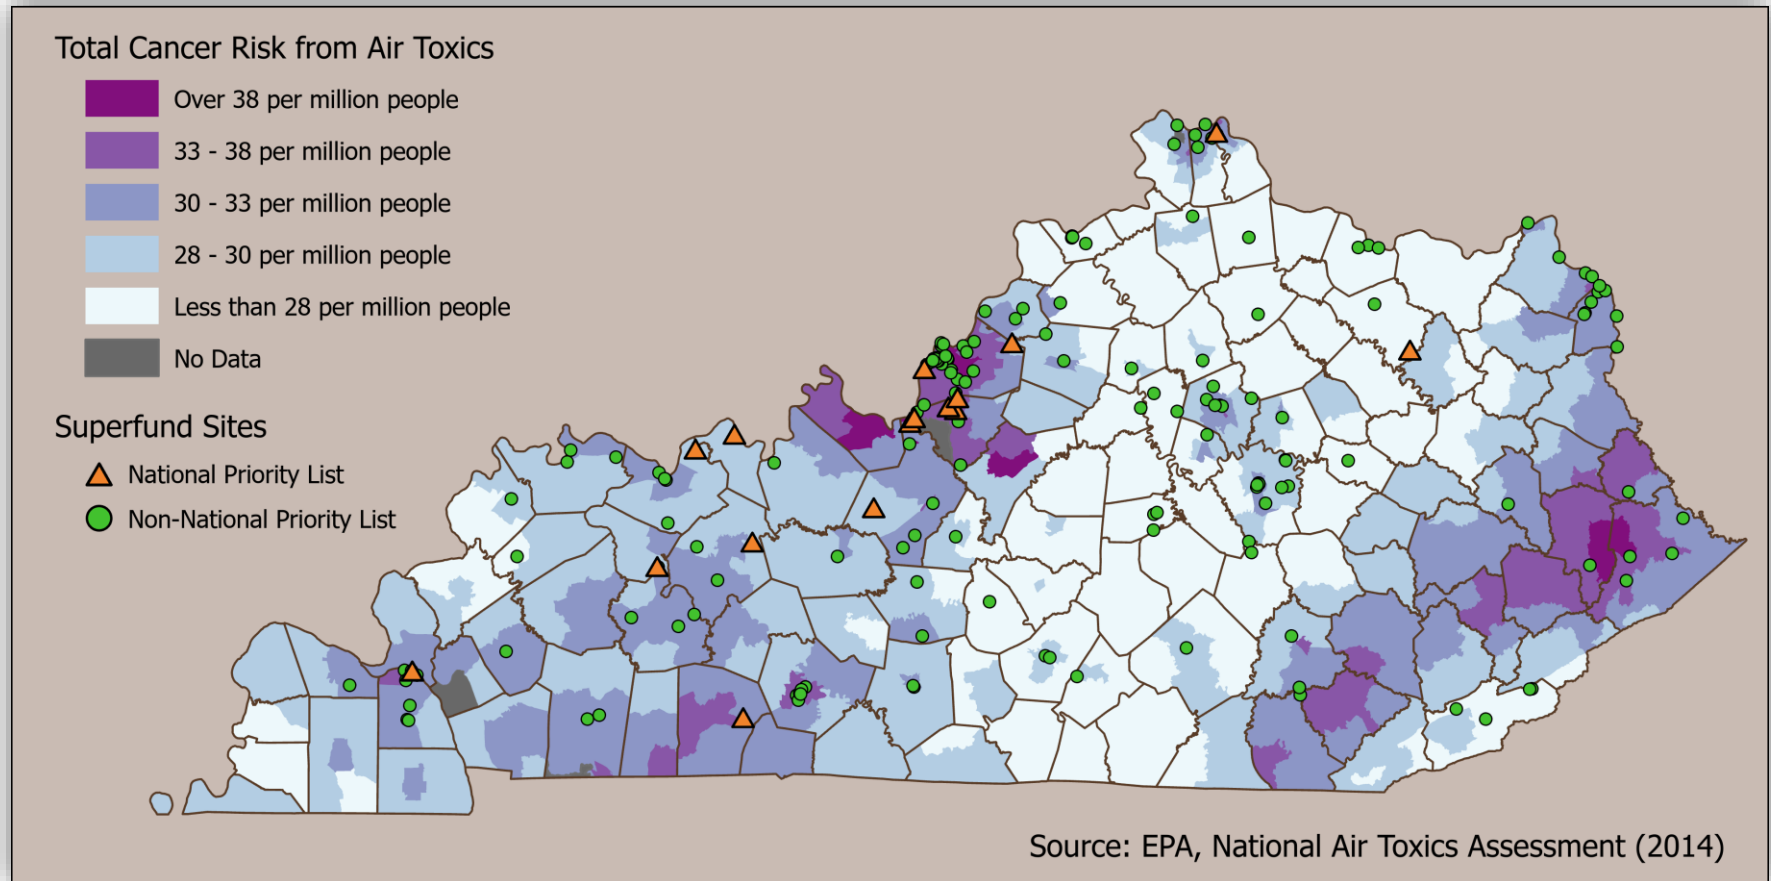 Total Cancer Risk from Air Toxics
Over 38 per million people
33 - 38 per million people
30 - 33 per million people
28 - 30 per million people
Less than 28 per million people
No Data
Superfund Sites
National Priority List
Non-National Priority List
Source: EPA, National Air Toxics Assessment (2014)